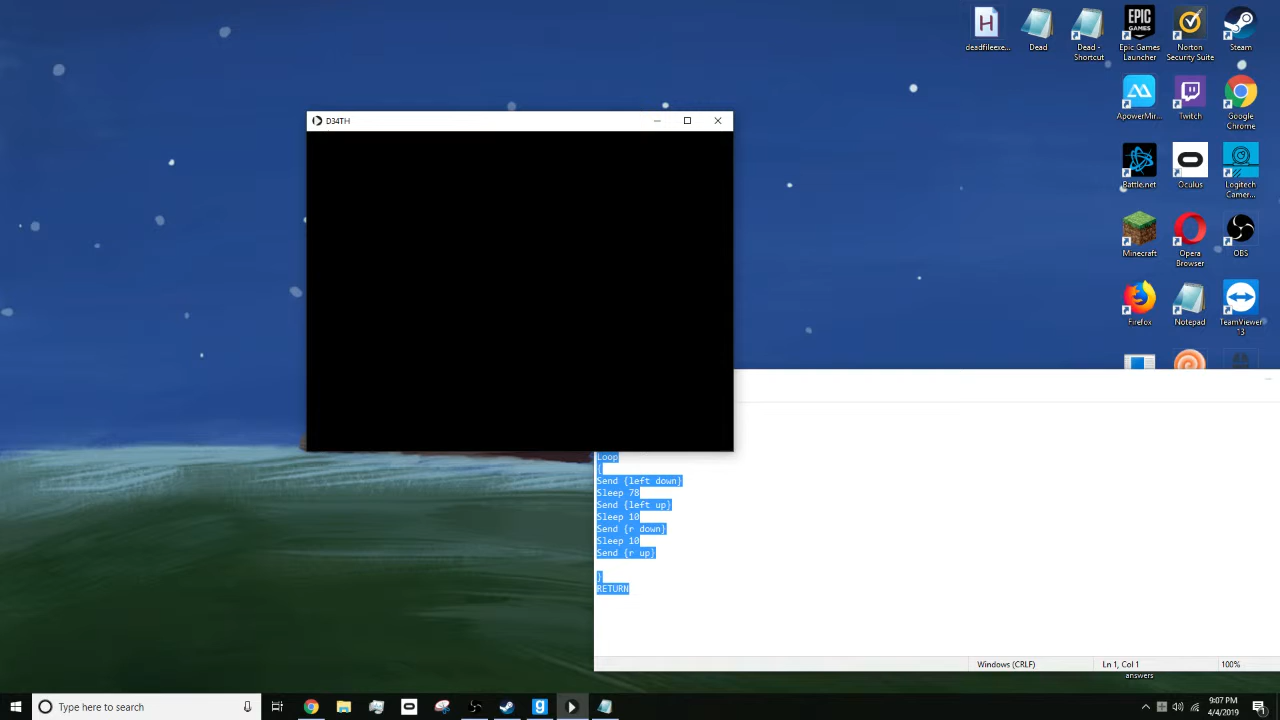 deadfileexe...
Dead
Dead -
Shortcut
EPIC
GAMES
Epic Games
Launcher
Norton
Security Suite
Steam
D34TH
ApowerMir...
Twitch
Google
Chrome
Battle.net
Oculus
Logitech
Camer...
Minecraft
Opera
Browser
OBS
Firefox
Notepad
TeamViewer
13
Loop
{
Send {left down}
Sleep 78
Send {left up}
Sleep 10
Send {r down}
Sleep 10
Send {r up}
}
RETURN
Windows (CRLF)
Ln 1, Col 1
100%
answers
Type here to search
9:07 PM
4/4/2019